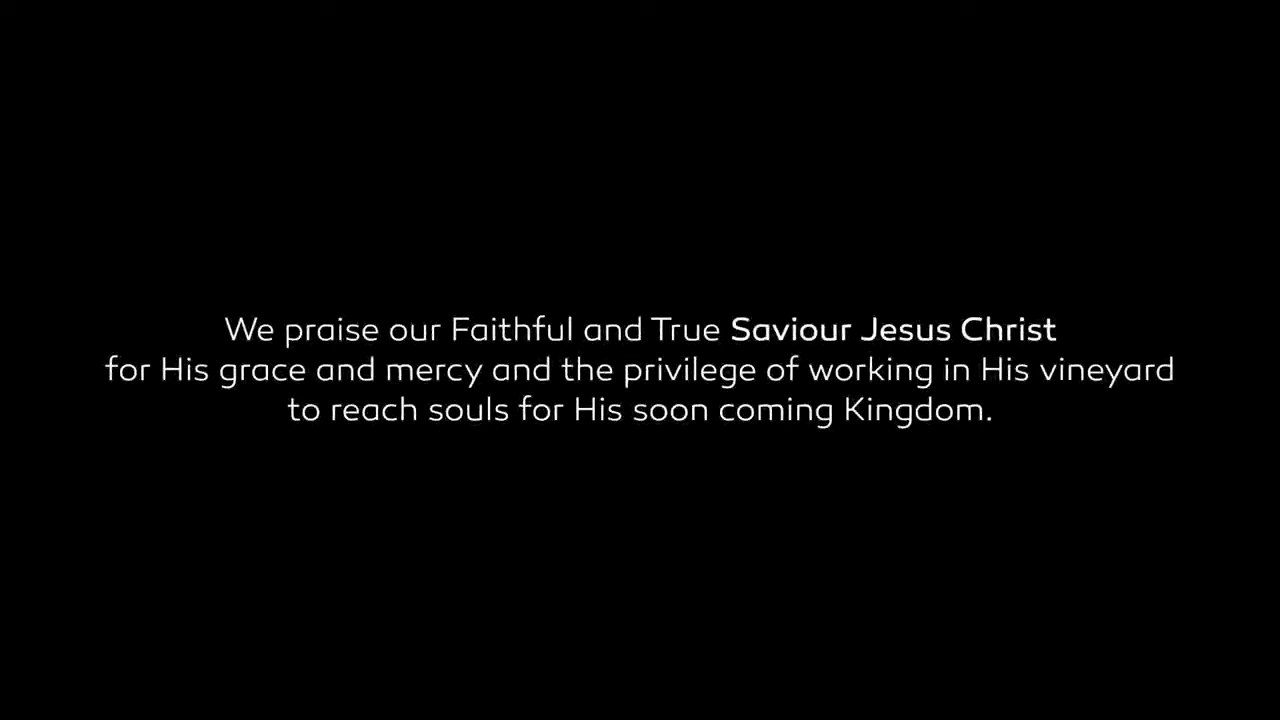 We praise our Faithful and True Saviour Jesus Christ
for His grace and mercy and the privilege of working in His vineyard
to reach souls for His soon coming Kingdom.